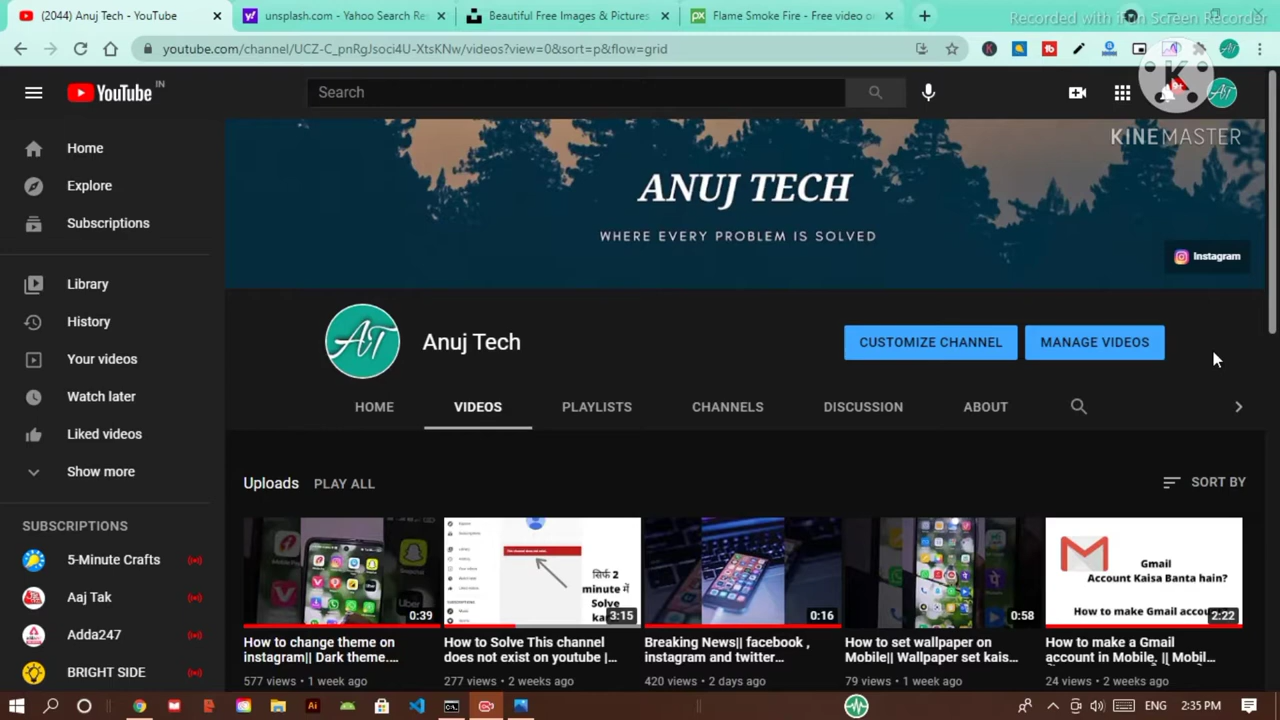 (2044) Anuj Tech - YouTube
unsplash.com - Yahoo Search Re
Beautiful Free Images & Pictures
Flame Smoke Fire - Free video o
Recorded with iFun Screen Recorder
youtube.com/channel/UCZ-C_pnRgJsoci4U-XtsKNw/videos?view=0&sort=p&flow=grid
YouTube IN
Search
9+
AT
KINEMASTER
ANUJ TECH
WHERE EVERY PROBLEM IS SOLVED
Instagram
Home
Explore
Subscriptions
Library
History
Your videos
Watch later
Liked videos
Show more
SUBSCRIPTIONS
5-Minute Crafts
Aaj Tak
Adda247
BRIGHT SIDE
AT
Anuj Tech
CUSTOMIZE CHANNEL
MANAGE VIDEOS
HOME
VIDEOS
PLAYLISTS
CHANNELS
DISCUSSION
ABOUT
Uploads
PLAY ALL
SORT BY
0:39
How to change theme on
instagram|| Dark theme....
577 views • 1 week ago
सिर्फ 2
minute में
Solve
3:15
How to Solve This channel
does not exist on youtube |...
277 views • 2 weeks ago
0:16
Breaking News|| facebook ,
instagram and twitter...
420 views • 2 days ago
0:58
How to set wallpaper on
Mobile|| Wallpaper set kais...
79 views • 1 week ago
Gmail
Account Kaisa Banta hain?
How to make Gmail accou
2:22
How to make a Gmail
account in Mobile. || Mobil...
24 views • 2 weeks ago
ENG
2:35 PM